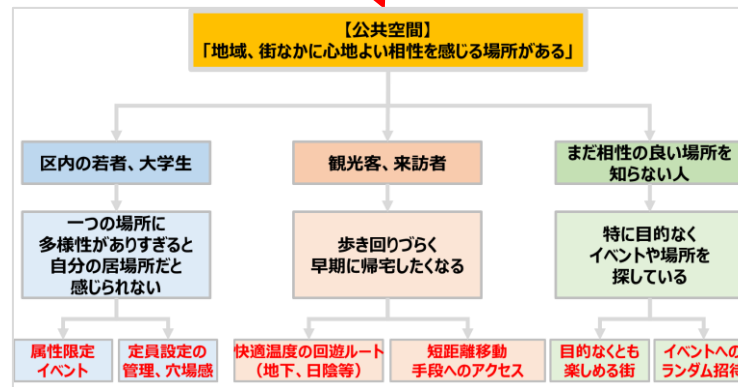 【公共空間】
「地域、街なかに心地よい相性を感じる場所がある」
区内の若者、大学生
観光客、来訪者
まだ相性の良い場所を
知らない人
一つの場所に
多様性がありすぎると
自分の居場所だと
感じられない
歩き回りづらく
早期に帰宅したくなる
特に目的なく
イベントや場所を
探している
属性限定
イベント
定員設定の
管理、穴場感
快適温度の回遊ルート
（地下、日陰等）
短距離移動
手段へのアクセス
目的なくとも
楽しめる街
イベントへの
ランダム招待